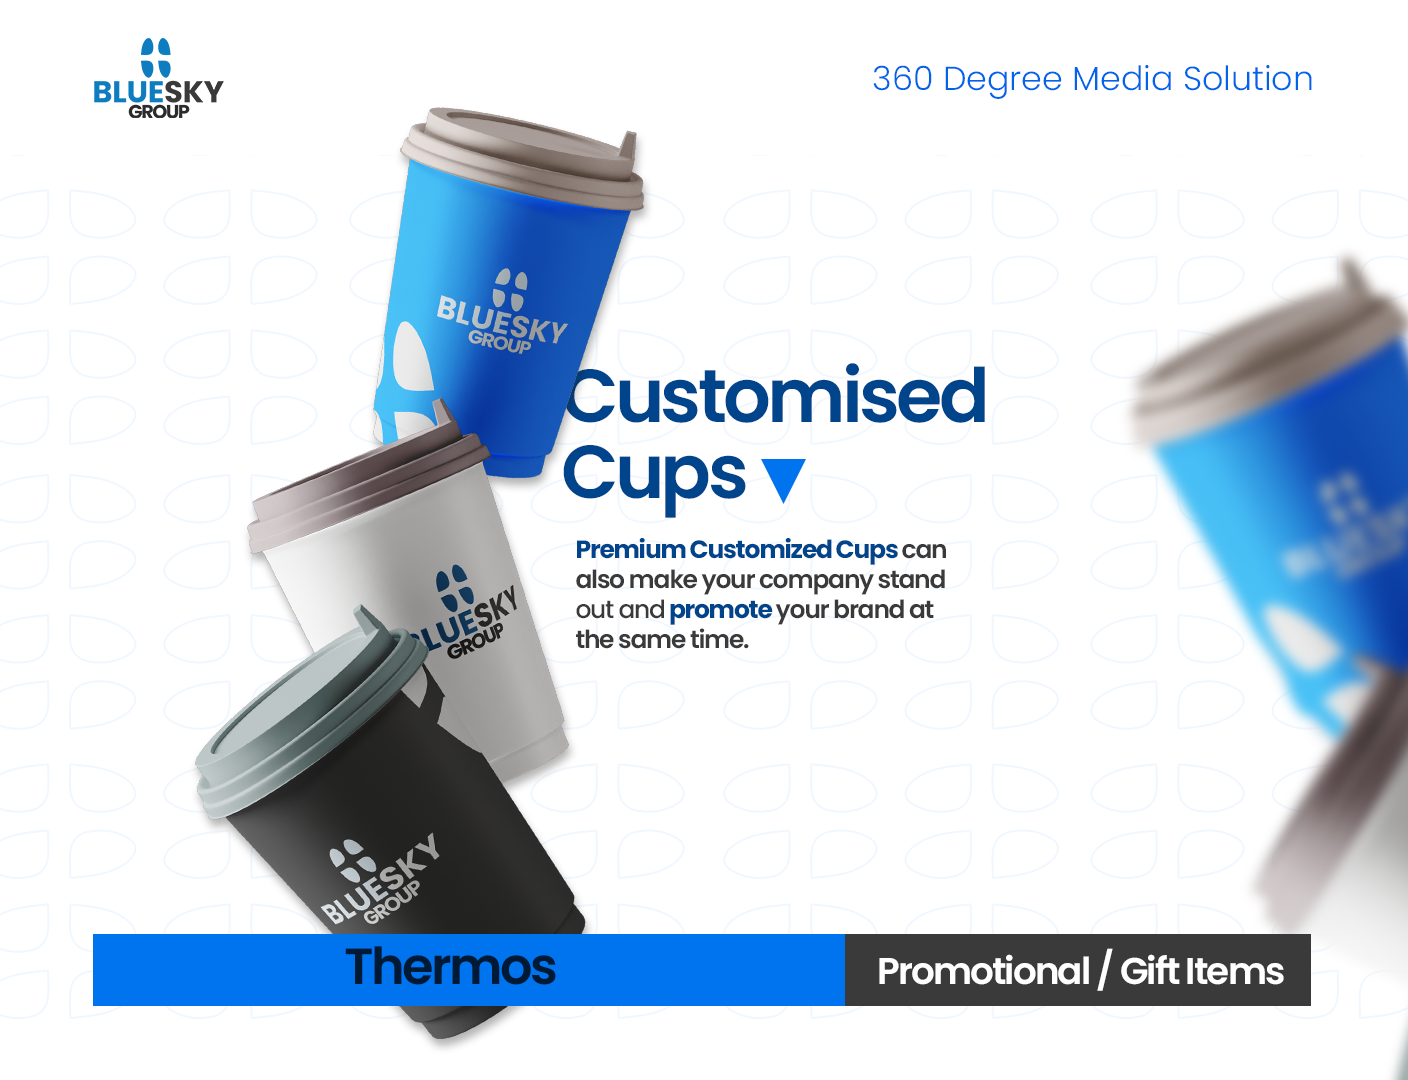 BLUESKY
GROUP
360 Degree Media Solution
BLUESKY
GROUP
Customised
Cups
Premium Customized Cups can
also make your company stand
out and promote your brand at
the same time.
BLUESKY
GROUP
BLUESKY
GROUP
Thermos
Promotional / Gift Items